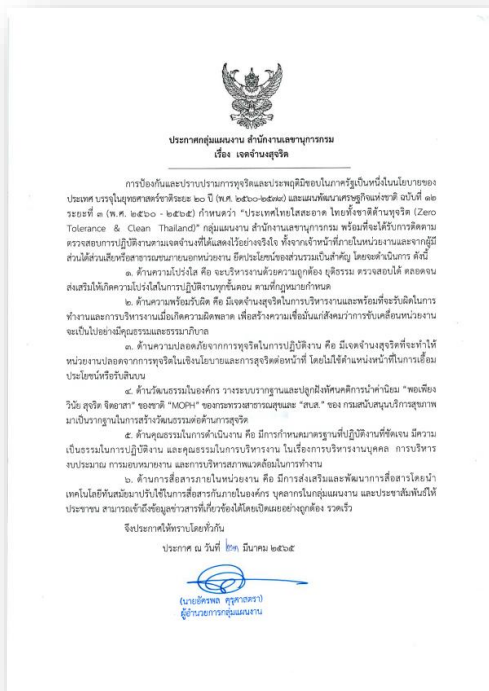 ประกาศกลุ่มแผนงาน สำนักงานเลขานุการกรม
เรื่อง เจตจำนงสุจริต
การป้องกันและปราบปรามการทุจริตและประพฤติมิชอบในภาครัฐเป็นหนึ่งในนโยบายของ
ประเทศ บรรจุในยุทธศาสตร์ชาติระยะ ๒๐ ปี (พ.ศ. ๒๕๖๐-๒๕๗๙) และแผนพัฒนาเศรษฐกิจแห่งชาติ ฉบับที่ ๑๒
ระยะที่ ๓ (พ.ศ. ๒๕๖๐ - ๒๕๖๕) กำหนดว่า “ประเทศไทยใสสะอาด ไทยทั้งชาติต้านทุจริต (Zero
Tolerance & Clean Thailand)” กลุ่มแผนงาน สำนักงานเลขานุการกรม พร้อมที่จะได้รับการติดตาม
ตรวจสอบการปฏิบัติงานตามเจตจำนงที่ได้แสดงไว้อย่างจริงใจ ทั้งจากเจ้าหน้าที่ภายในหน่วยงานและจากผู้มี
ส่วนได้ส่วนเสียหรือสาธารณชนภายนอกหน่วยงาน ยึดประโยชน์ของส่วนรวมเป็นสำคัญ โดยจะดำเนินการ ดังนี้
๑. ด้านความโปร่งใส คือ จะบริหารงานด้วยความถูกต้อง ยุติธรรม ตรวจสอบได้ ตลอดจน
ส่งเสริมให้เกิดความโปร่งใสในการปฏิบัติงานทุกขั้นตอน ตามที่กฎหมายกำหนด
๒. ด้านความพร้อมรับผิด คือ มีเจตจำนงสุจริตในการบริหารงานและพร้อมที่จะรับผิดในการ
ทำงานและการบริหารงานเมื่อเกิดความผิดพลาด เพื่อสร้างความเชื่อมั่นแก่สังคมว่าการขับเคลื่อนหน่วยงาน
จะเป็นไปอย่างมีคุณธรรมและธรรมาภิบาล
๓. ด้านความปลอดภัยจากการทุจริตในการปฏิบัติงาน คือ มีเจตจำนงสุจริตที่จะทำให้
หน่วยงานปลอดจากการทุจริตในเชิงนโยบายและการสุจริตต่อหน้าที่ โดยไม่ใช้ตำแหน่งหน้าที่ในการเอื้อม
ประโยชน์หรือรับสินบน
๔. ด้านวัฒนธรรมในองค์กร วางระบบรากฐานและปลูกฝังทัศนคติการนำค่านิยม “พอเพียง
วินัย สุจริต จิตอาสา” ของชาติ “MOPH” ของกระทรวงสาธารณสุขและ “สบส.” ของ กรมสนับสนุนบริการสุขภาพ
มาเป็นรากฐานในการสร้างวัฒนธรรมต่อต้านการสุจริต
๕. ด้านคุณธรรมในการดำเนินงาน คือ มีการกำหนดมาตรฐานที่ปฏิบัติงานที่ชัดเจน มีความ
เป็นธรรมในการปฏิบัติงาน และคุณธรรมในการบริหารงาน ในเรื่องการบริหารงานบุคคล การบริหาร
งบประมาณ การมอบหมายงาน และการบริหารสภาพแวดล้อมในการทำงาน
๖. ด้านการสื่อสารภายในหน่วยงาน คือ มีการส่งเสริมและพัฒนาการสื่อสารโดยนำ
เทคโนโลยีทันสมัยมาปรับใช้ในการสื่อสารกันภายในองค์กร บุคลากรในกลุ่มแผนงาน และประชาสัมพันธ์ให้
ประชาชน สามารถเข้าถึงข้อมูลข่าวสารที่เกี่ยวข้องได้โดยเปิดเผยอย่างถูกต้อง รวดเร็ว
จึงประกาศให้ทราบโดยทั่วกัน
ประกาศ ณ วันที่ ๒๓ มีนาคม ๒๕๖๕
(นายอัครพล คุรุศาสตรา)
ผู้อำนวยการกลุ่มแผนงาน